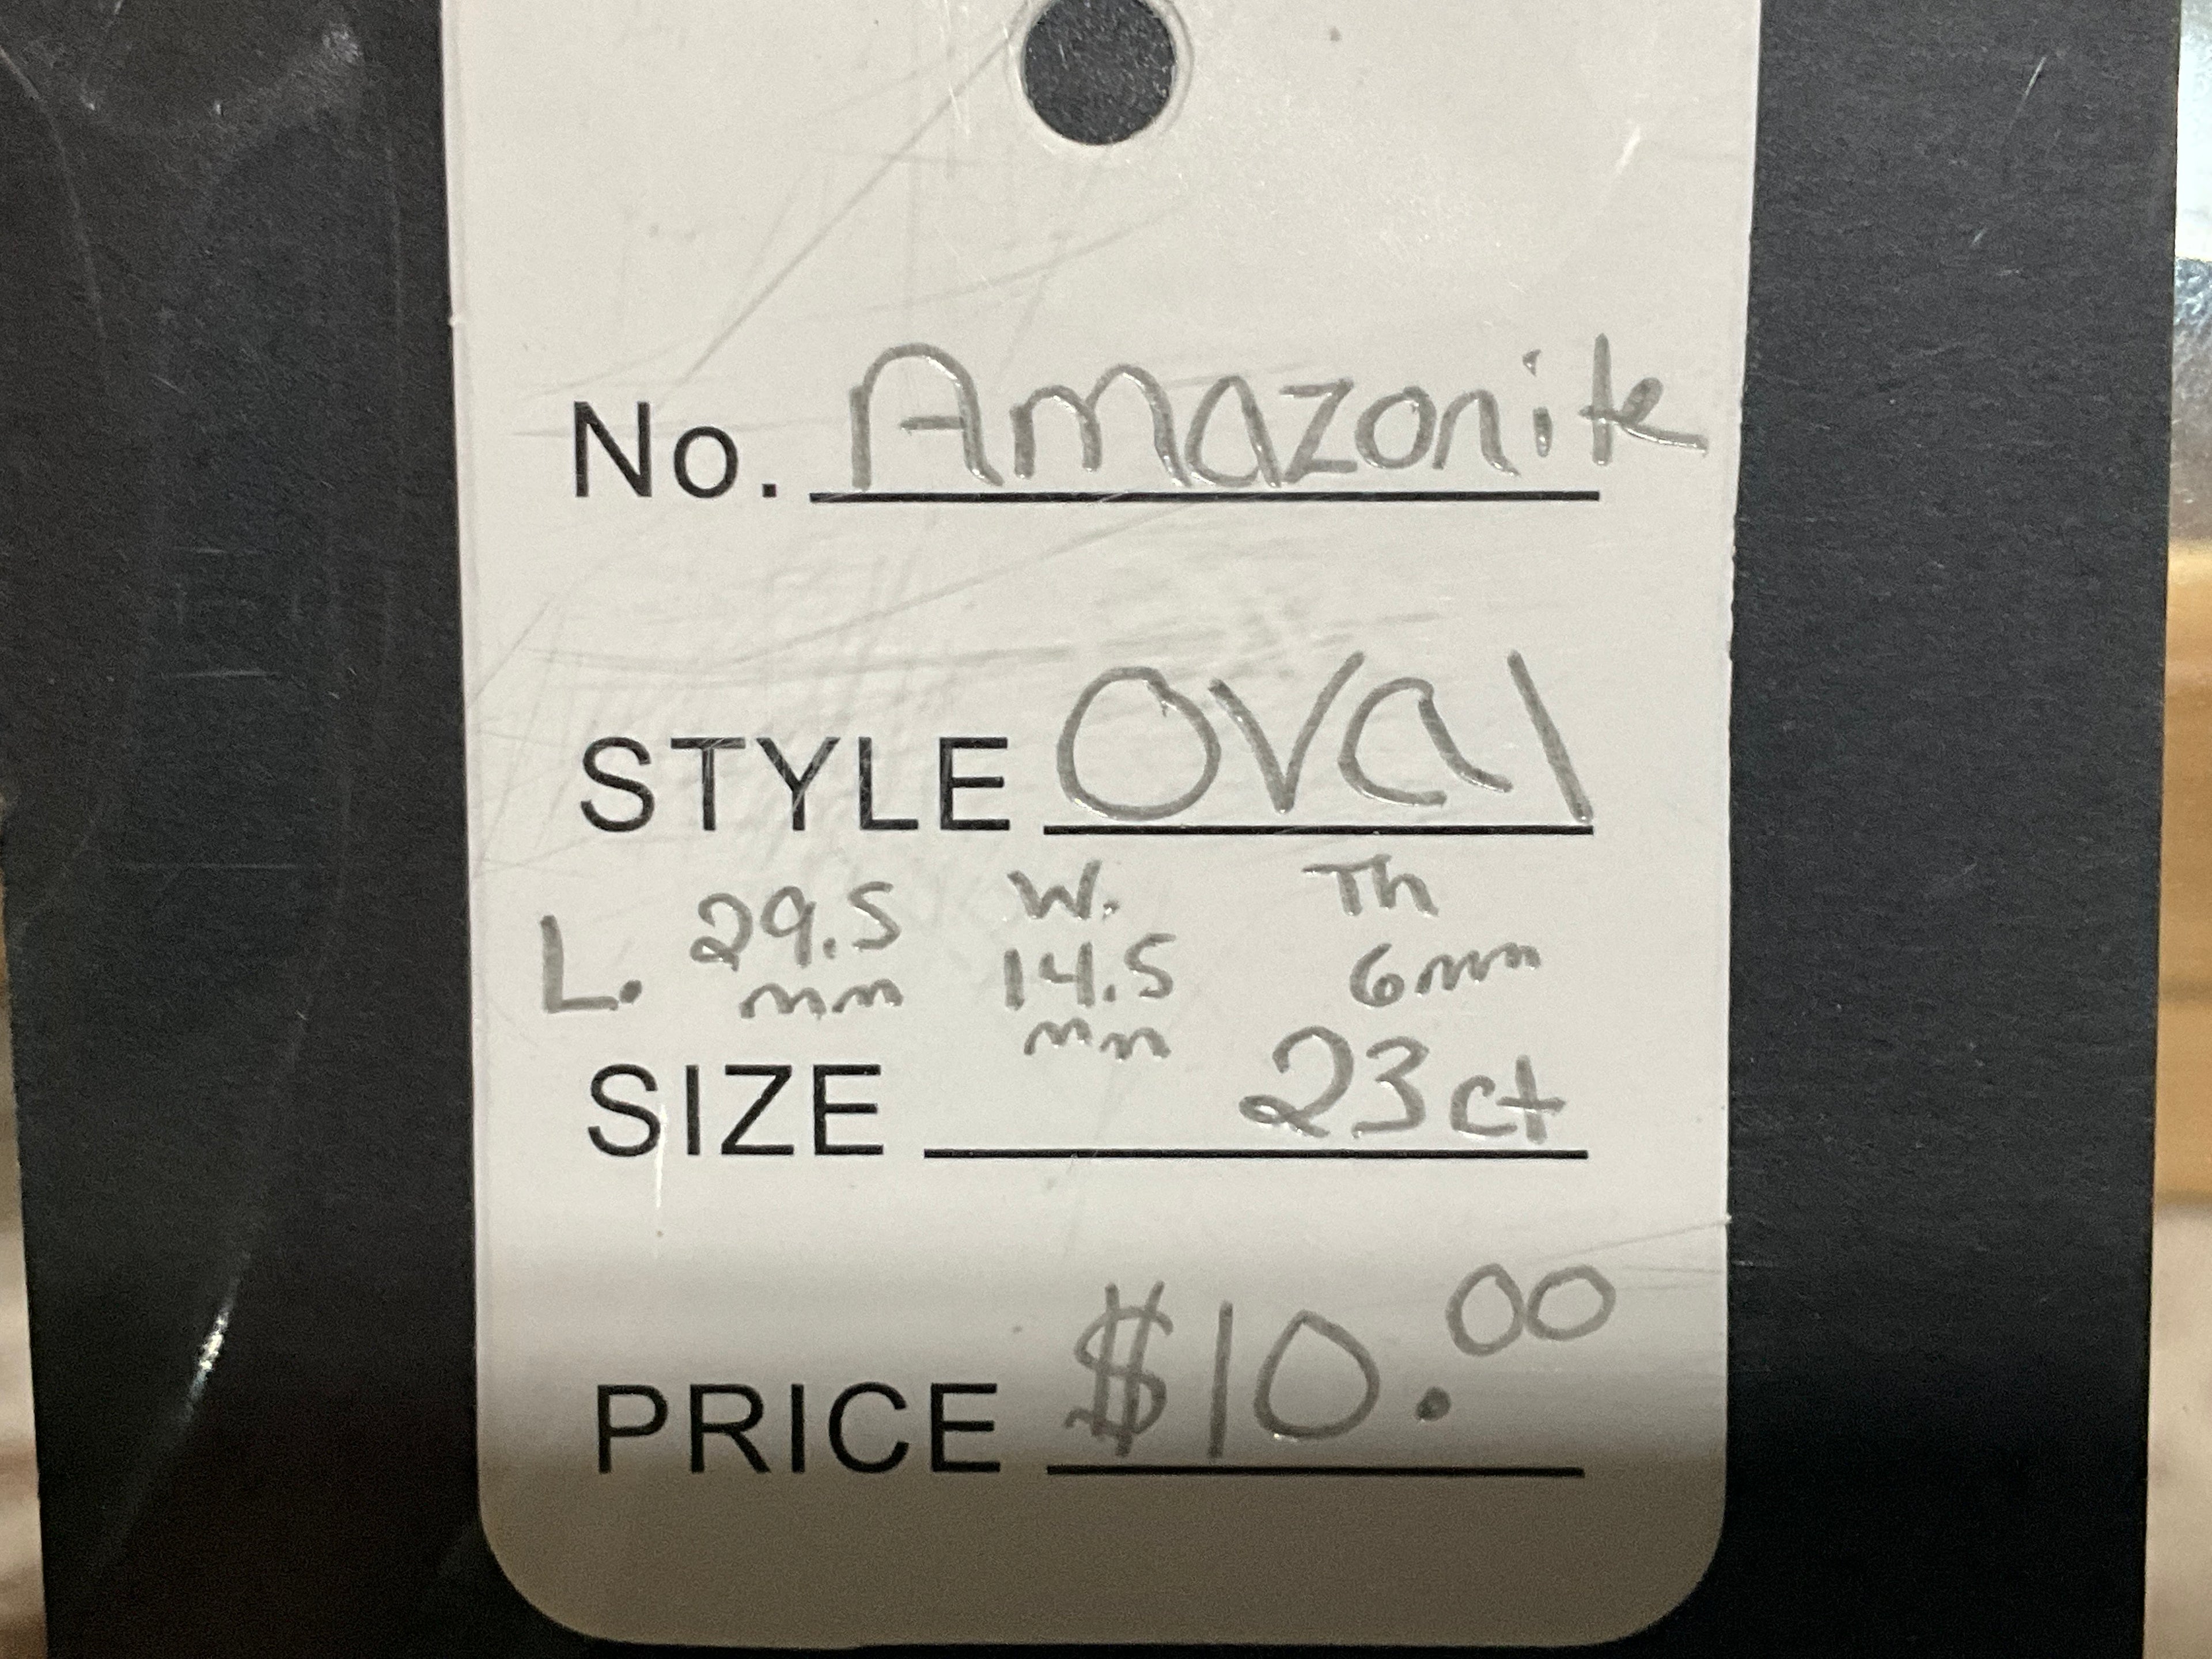 No. Amazonite
STYLE Oval
L. 29.5 mm W. 14.5 mm Th 6mm
SIZE 23ct
PRICE $10.00